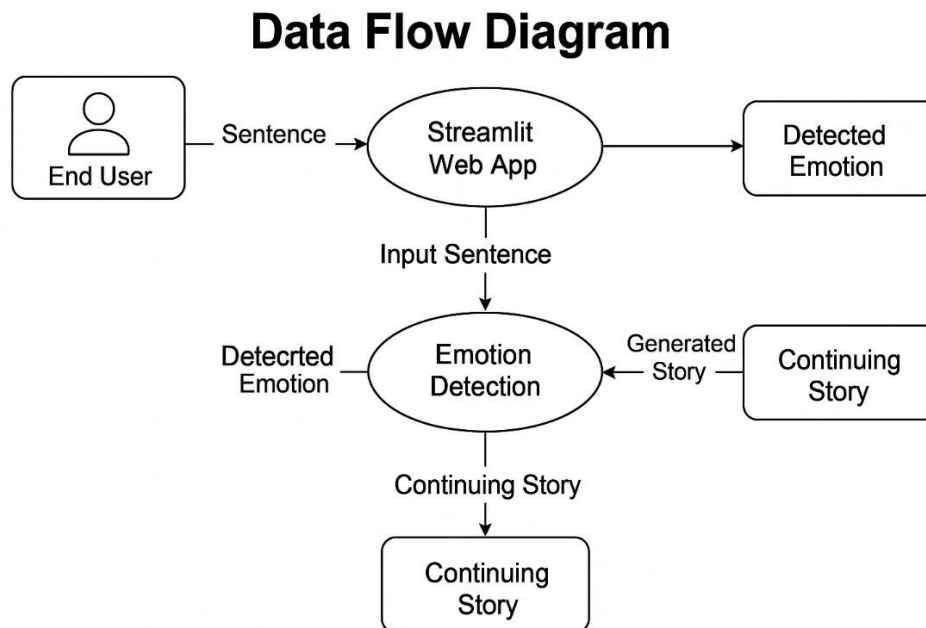 Data Flow Diagram
End User
Sentence
Streamlit
Web App
Detected
Emotion
Input Sentence
Detecrted
Emotion
Emotion
Detection
Generated
Story
Continuing
Story
Continuing Story
Continuing
Story